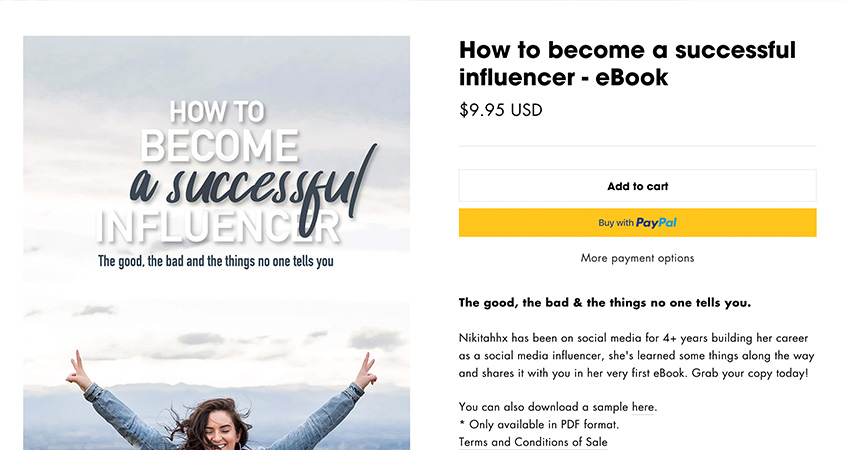 HOW TO
BECOME
a successful
INFLUENCER
The good, the bad and the things no one tells you
How to become a successful
influencer - eBook
$9.95 USD
Add to cart
Buy with PayPal
More payment options
The good, the bad & the things no one tells you.
Nikitahhx has been on social media for 4+ years building her career
as a social media influencer, she's learned some things along the way
and shares it with you in her very first eBook. Grab your copy today!
You can also download a sample here.
* Only available in PDF format.
Terms and Conditions of Sale